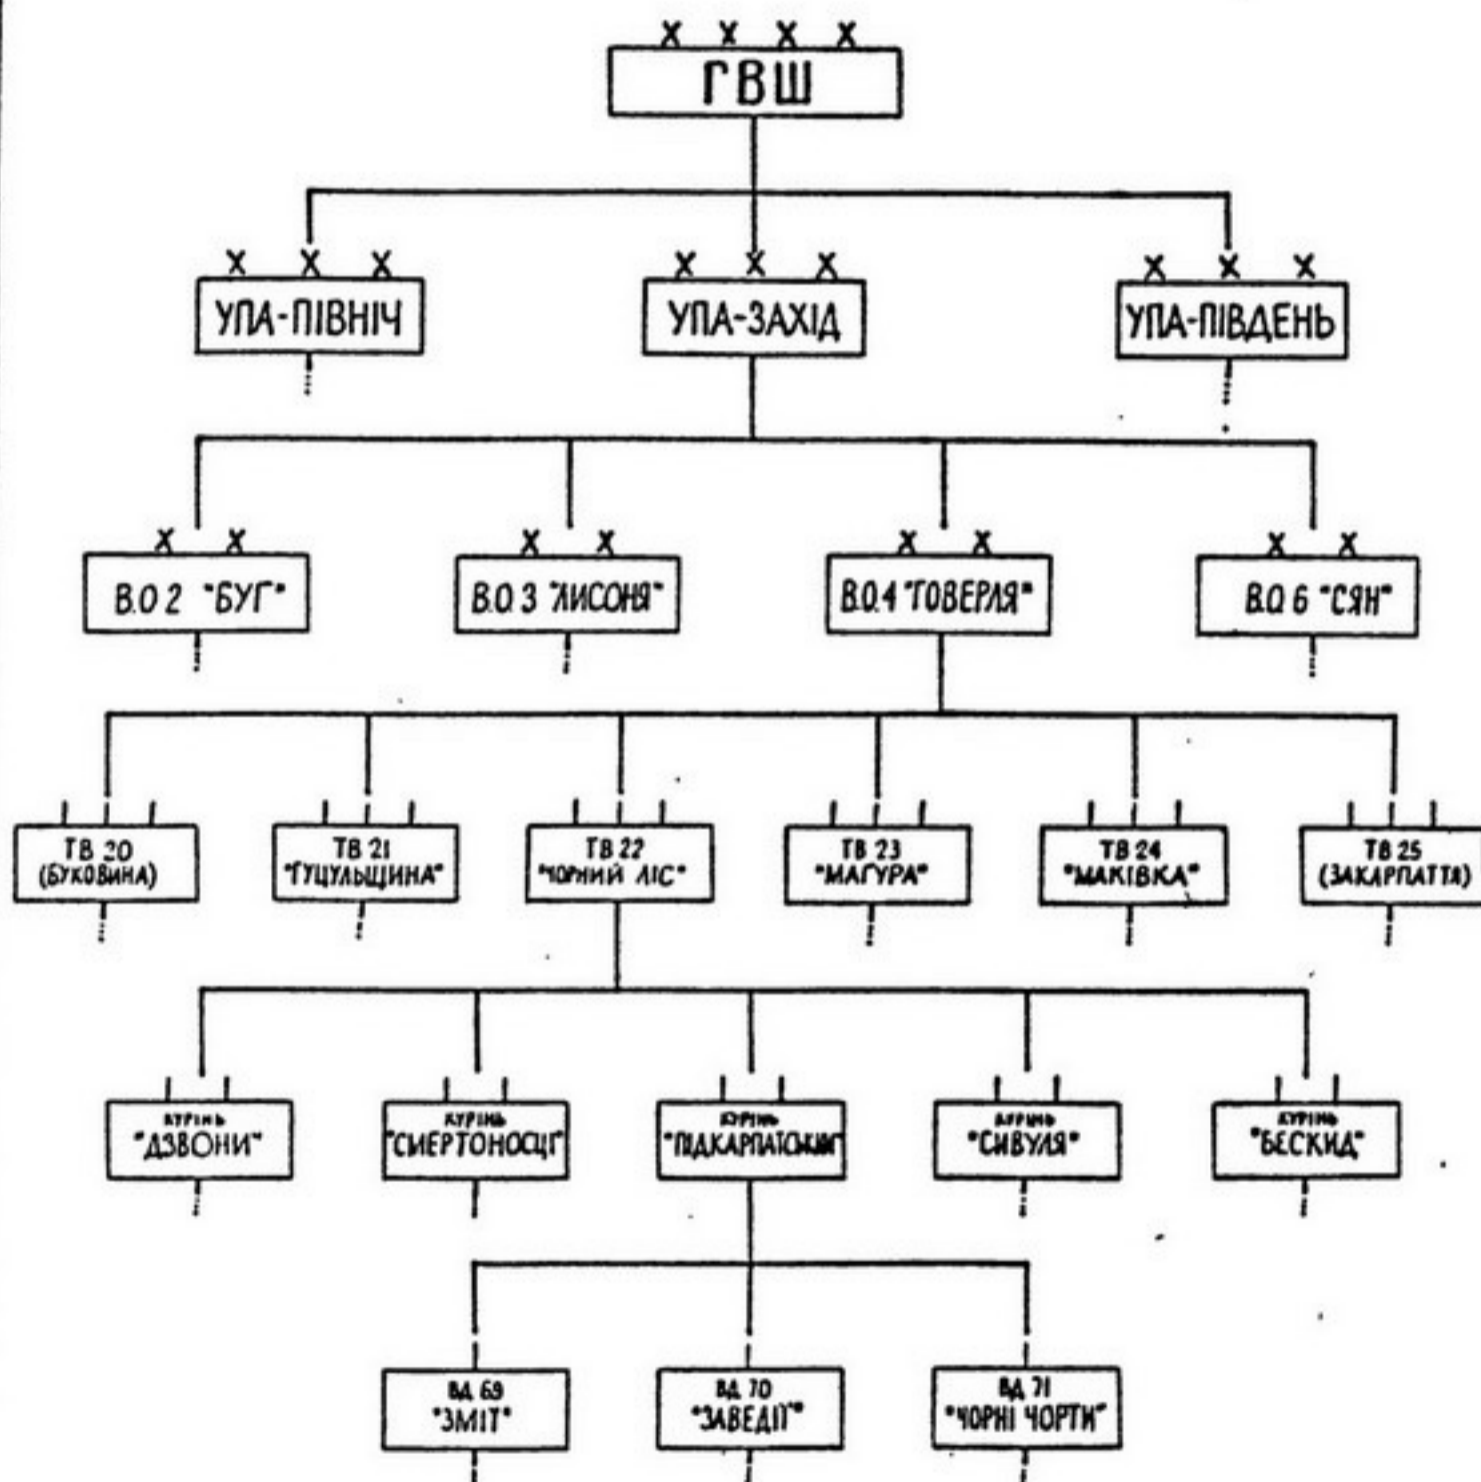 X X X X
ГВШ
X X X
УПА-ПІВНІЧ
X X X
УПА-ЗАХІД
X X X
УПА-ПІВДЕНЬ
X X
В.О 2 "БУГ"
X X
В.О. 3 "ЛИСОНЯ"
X X
В.О.4 "ГОВЕРЛЯ"
X X
В.О. 6 "СЯН"
ТВ 20
(БУКОВИНА)
ТВ 21
"ГУЦУЛЬЩИНА"
ТВ 22
"ЧОРНИЙ ЛІС"
ТВ 23
"МАГУРА"
ТВ 24
"МАКІВКА"
ТВ 25
(ЗАКАРПАТТЯ)
КУРІНЬ
"ДЗВОНИ"
КУРІНЬ
"СМЕРТОНОСЦІ"
КУРІНЬ
"ПІДКАРПАТСЬКИЙ"
КУРІНЬ
"СИВУЛЯ"
КУРІНЬ
"БЕСКИД"
ВД 69
"ЗМІТ"
ВД 70
"ЗАВЕДІЇ"
ВД 71
"ЧОРНІ ЧОРТИ"